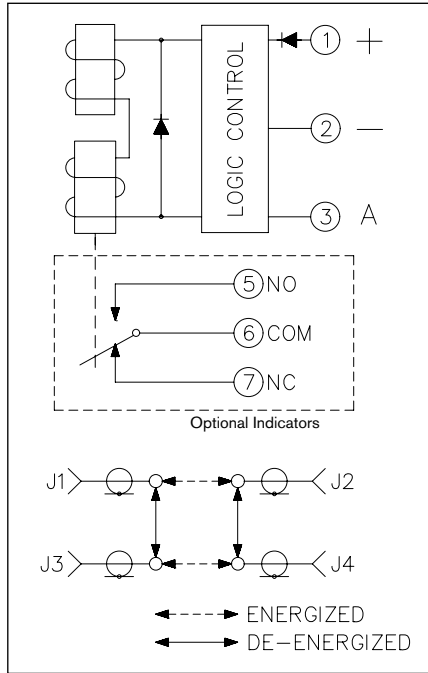 1 +
LOGIC CONTROL
2 −
3 A
5 NO
6 COM
7 NC
Optional Indicators
J1 J2
J3 J4
ENERGIZED
DE-ENERGIZED